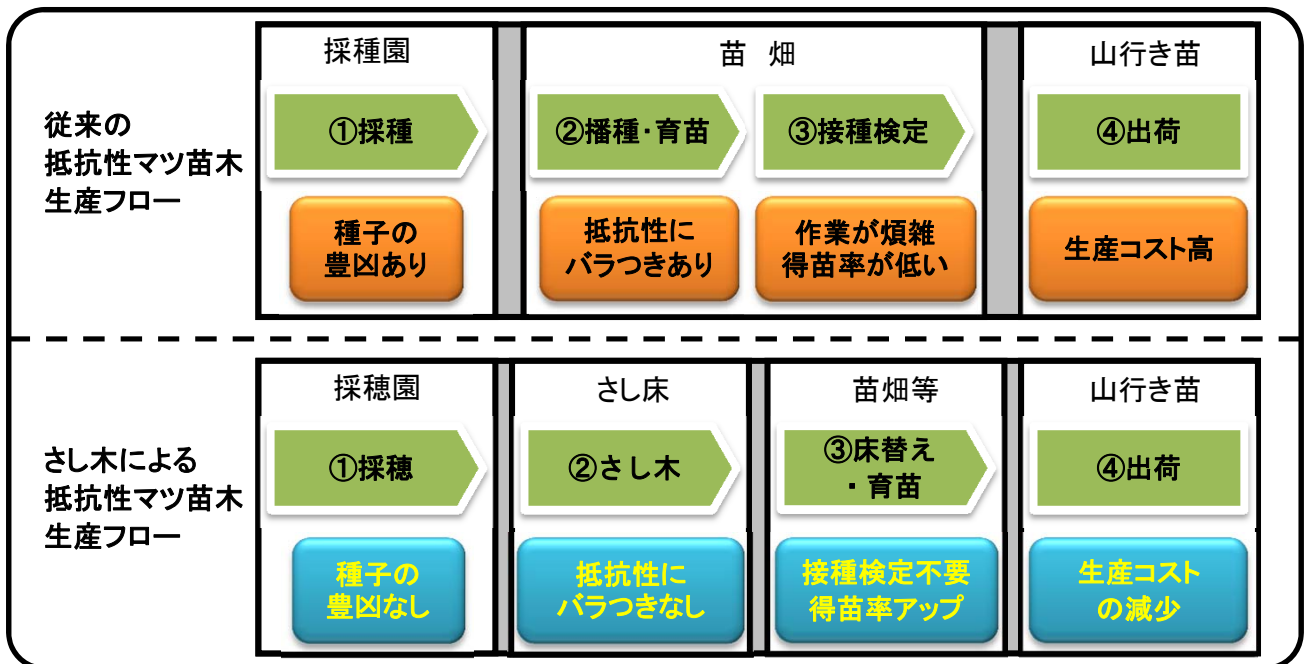 従来の
抵抗性マツ苗木
生産フロー
採種園
①採種
種子の
豊凶あり
苗 畑
②播種・育苗
抵抗性に
バラつきあり
③接種検定
作業が煩雑
得苗率が低い
山行き苗
④出荷
生産コスト高
さし木による
抵抗性マツ苗木
生産フロー
採穂園
①採穂
種子の
豊凶なし
さし床
②さし木
抵抗性に
バラつきなし
苗畑等
③床替え
・育苗
接種検定不要
得苗率アップ
山行き苗
④出荷
生産コスト
の減少